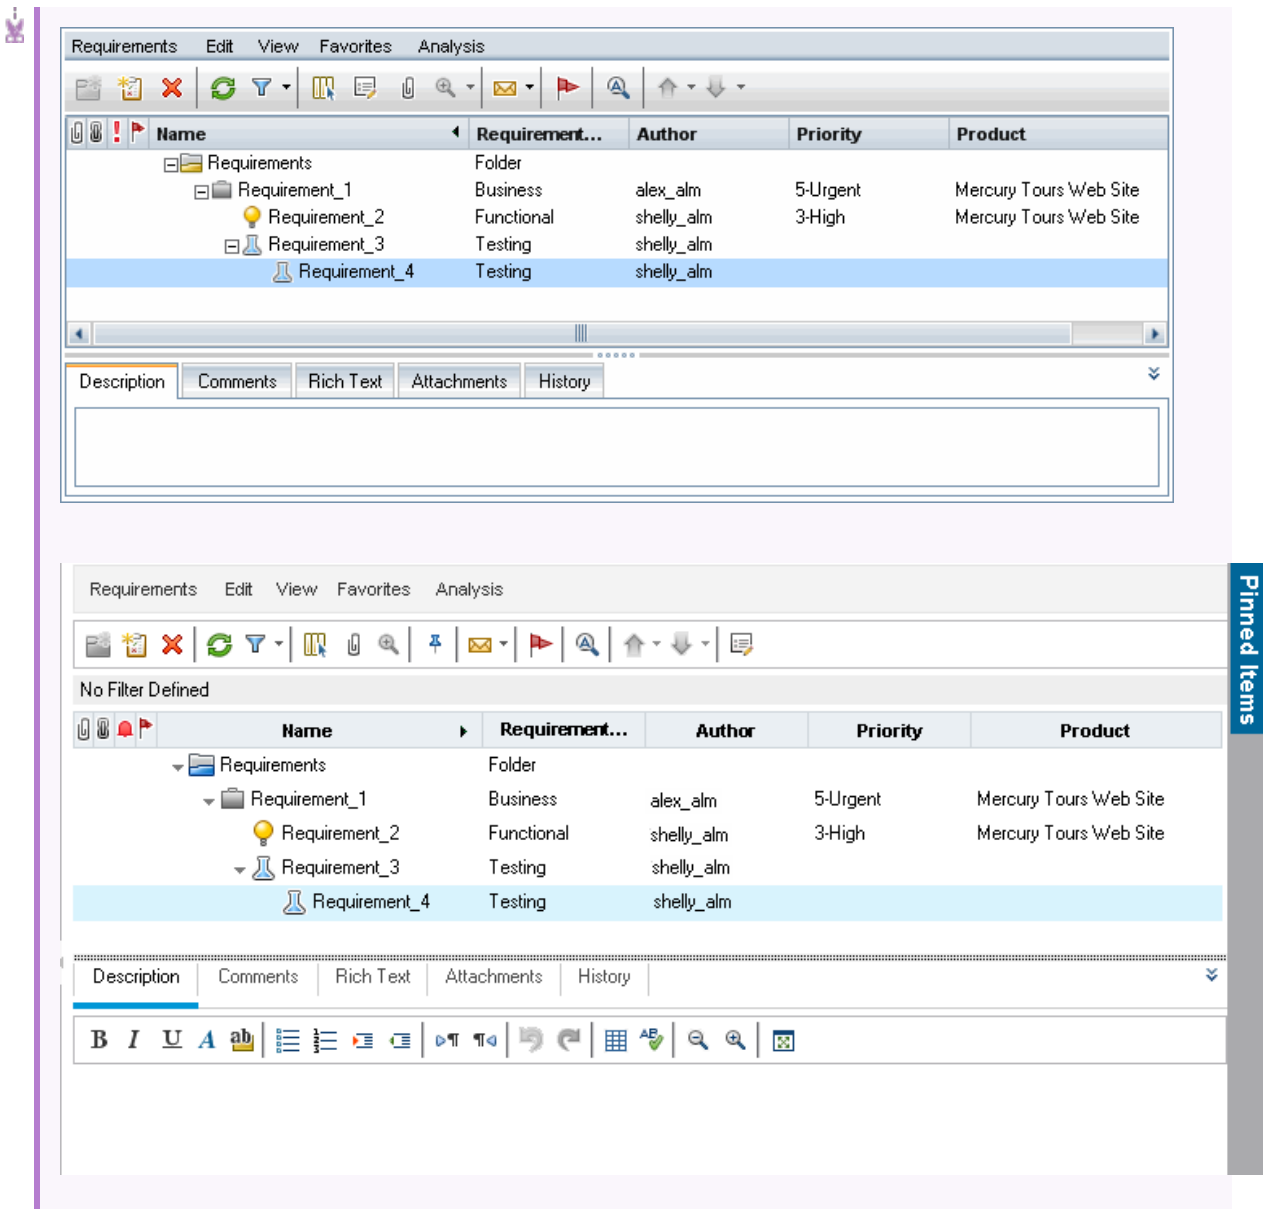 Requirements Edit View Favorites Analysis
Name Requirement... Author Priority Product
Requirements Folder
Requirement_1 Business alex_alm 5-Urgent Mercury Tours Web Site
Requirement_2 Functional shelly_alm 3-High Mercury Tours Web Site
Requirement_3 Testing shelly_alm
Requirement_4 Testing shelly_alm
Description Comments Rich Text Attachments History
Requirements Edit View Favorites Analysis
No Filter Defined
Name Requirement... Author Priority Product
Requirements Folder
Requirement_1 Business alex_alm 5-Urgent Mercury Tours Web Site
Requirement_2 Functional shelly_alm 3-High Mercury Tours Web Site
Requirement_3 Testing shelly_alm
Requirement_4 Testing shelly_alm
Description Comments Rich Text Attachments History
B I U A ab
Pinned Items